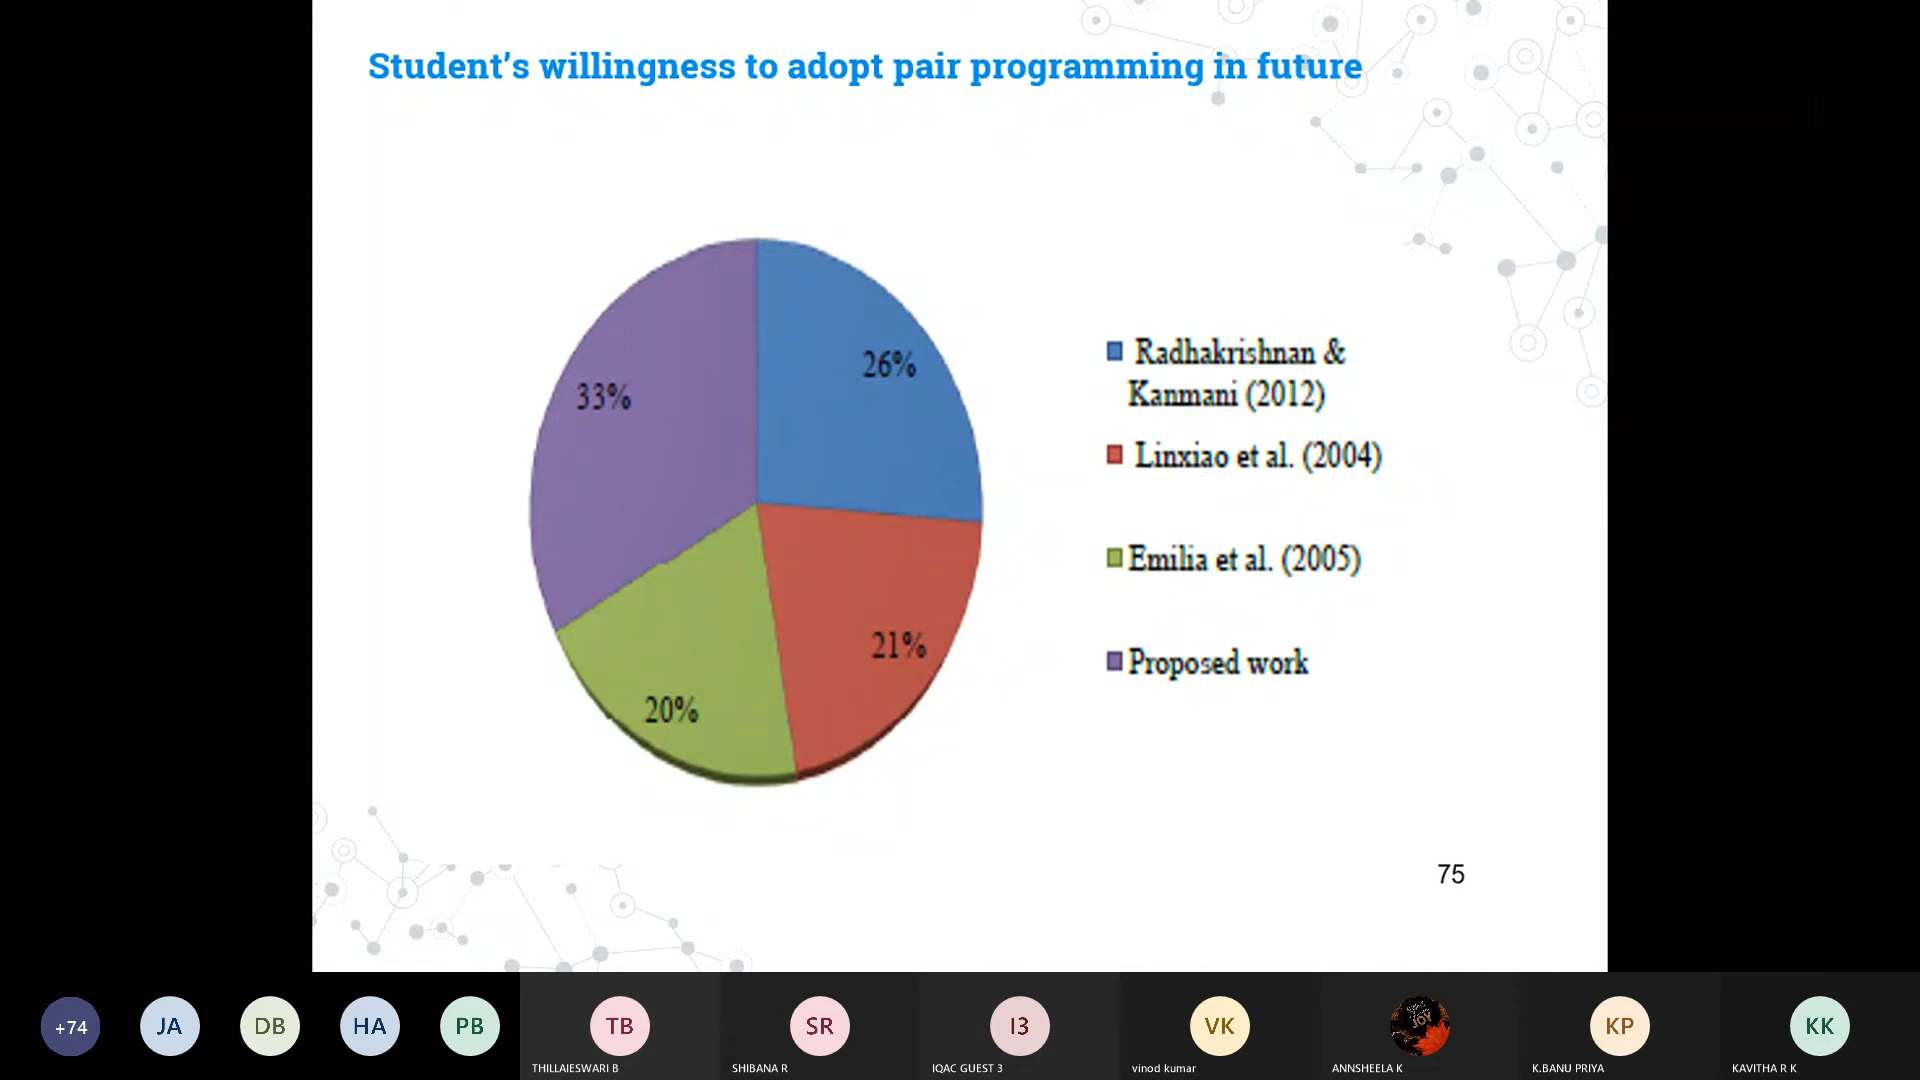 Student's willingness to adopt pair programming in future
26%
33%
21%
20%
Radhakrishnan &
Kanmani (2012)
Linxiao et al. (2004)
Emilia et al. (2005)
Proposed work
75
+74
JA
DB
HA
PB
TB
SR
I3
VK
JOY
KP
KK
THILLAIESWARI B
SHIBANA R
IQAC GUEST 3
vinod kumar
ANNSHEELA K
K.BANU PRIYA
KAVITHA R K